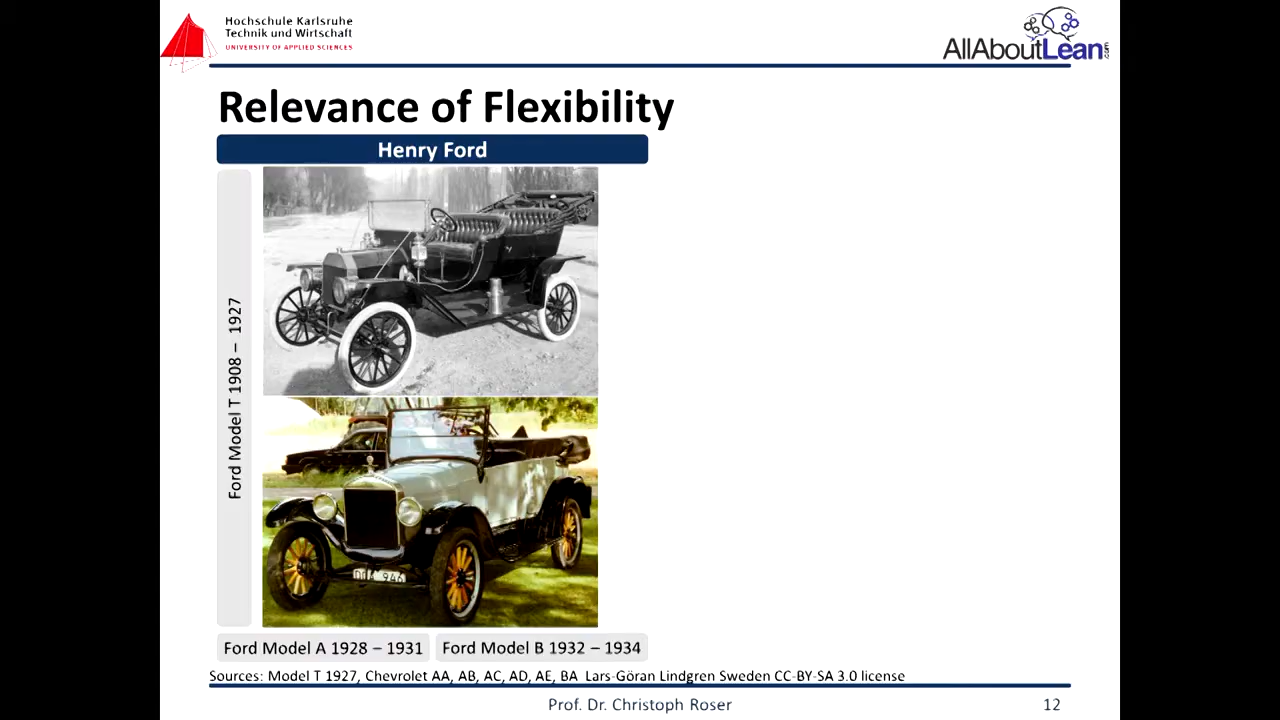 Hochschule Karlsruhe
Technik und Wirtschaft
UNIVERSITY OF APPLIED SCIENCES
AllAboutLean.com
Relevance of Flexibility
Henry Ford
Ford Model T 1908 – 1927
Ford Model A 1928 – 1931
Ford Model B 1932 – 1934
Sources: Model T 1927, Chevrolet AA, AB, AC, AD, AE, BA Lars-Göran Lindgren Sweden CC-BY-SA 3.0 license
Prof. Dr. Christoph Roser
12